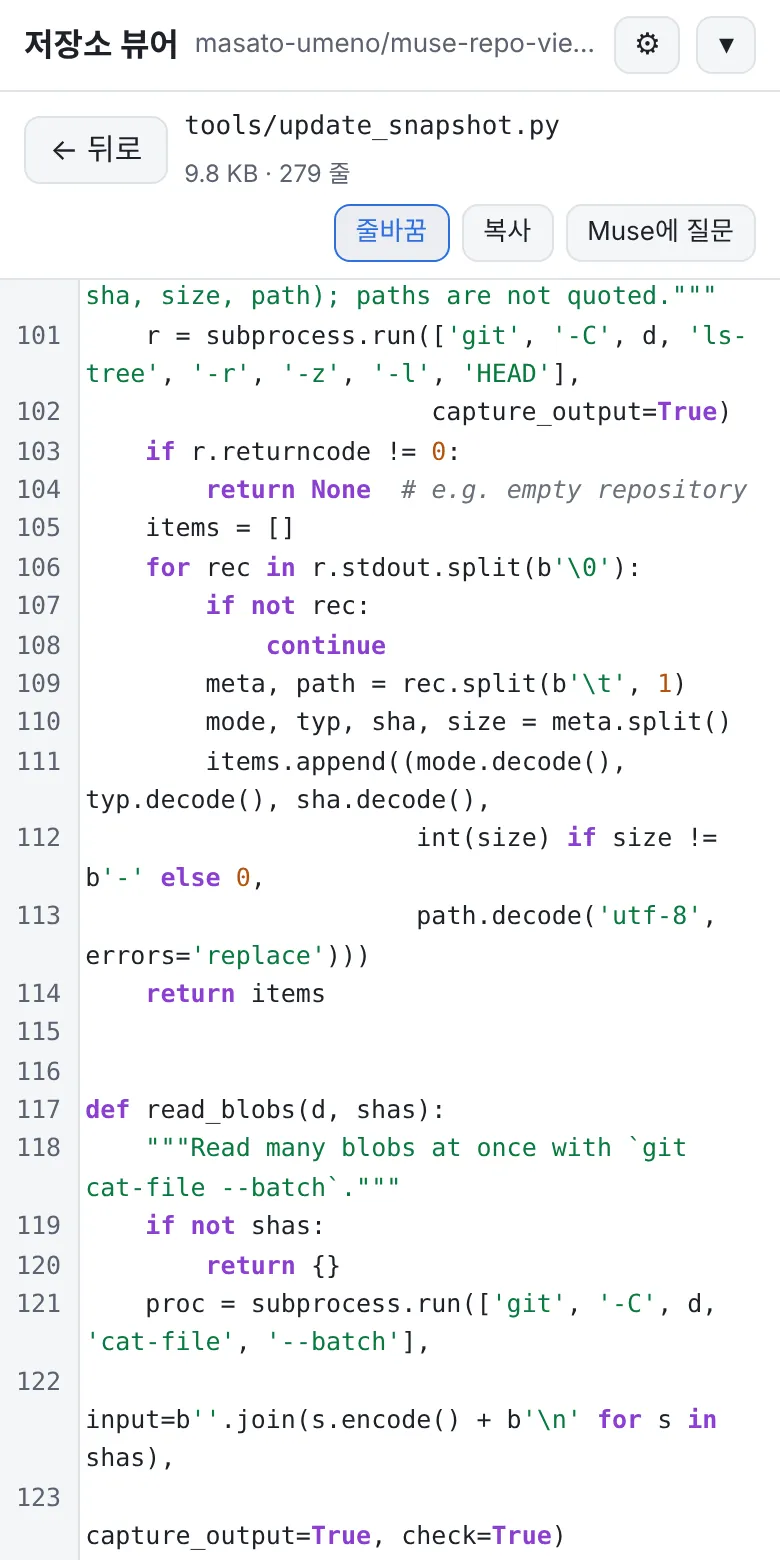 저장소 뷰어 masato-umeno/muse-repo-vie... ⚙ ▼
← 뒤로 tools/update_snapshot.py
9.8 KB · 279 줄
줄바꿈 복사 Muse에 질문
sha, size, path); paths are not quoted."""
101     r = subprocess.run(['git', '-C', d, 'ls-
tree', '-r', '-z', '-l', 'HEAD'],
102                        capture_output=True)
103     if r.returncode != 0:
104         return None  # e.g. empty repository
105     items = []
106     for rec in r.stdout.split(b'\0'):
107         if not rec:
108             continue
109         meta, path = rec.split(b'\t', 1)
110         mode, typ, sha, size = meta.split()
111         items.append((mode.decode(),
typ.decode(), sha.decode(),
112                       int(size) if size !=
b'-' else 0,
113                       path.decode('utf-8',
errors='replace')))
114     return items
115
116
117 def read_blobs(d, shas):
118     """Read many blobs at once with `git
cat-file --batch`."""
119     if not shas:
120         return {}
121     proc = subprocess.run(['git', '-C', d,
'cat-file', '--batch'],
122
input=b''.join(s.encode() + b'\n' for s in
shas),
123
capture_output=True, check=True)